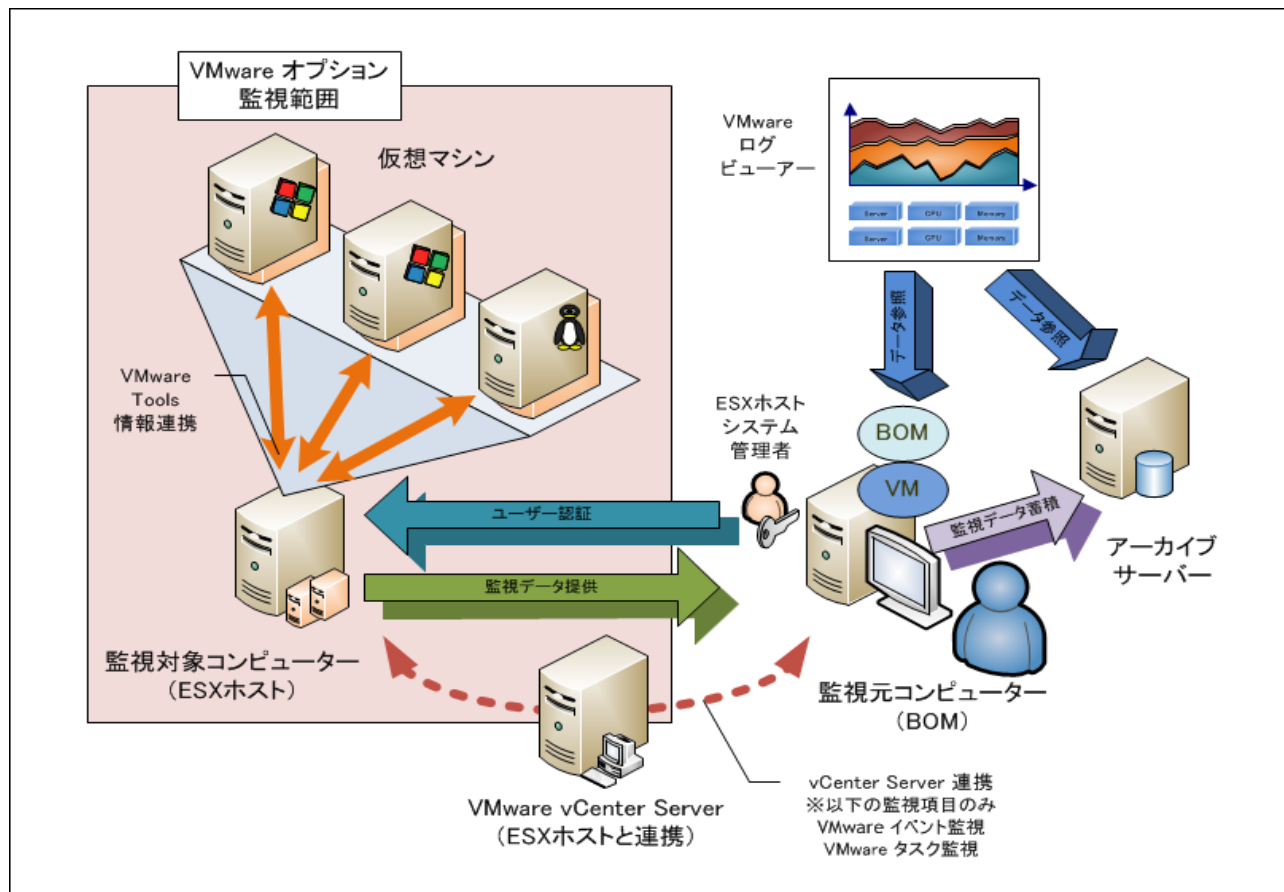 VMware オプション
監視範囲
仮想マシン
VMware
Tools
情報連携
監視対象コンピューター
(ESXホスト)
ユーザー認証
監視データ提供
VMware vCenter Server
(ESXホストと連携)
VMware
ログ
ビューアー
Server
CPU
Memory
Server
CPU
Memory
データ参照
データ参照
ESXホスト
システム
管理者
BOM
VM
監視データ蓄積
アーカイブ
サーバー
監視元コンピューター
(BOM)
vCenter Server 連携
※以下の監視項目のみ
VMware イベント監視
VMware タスク監視